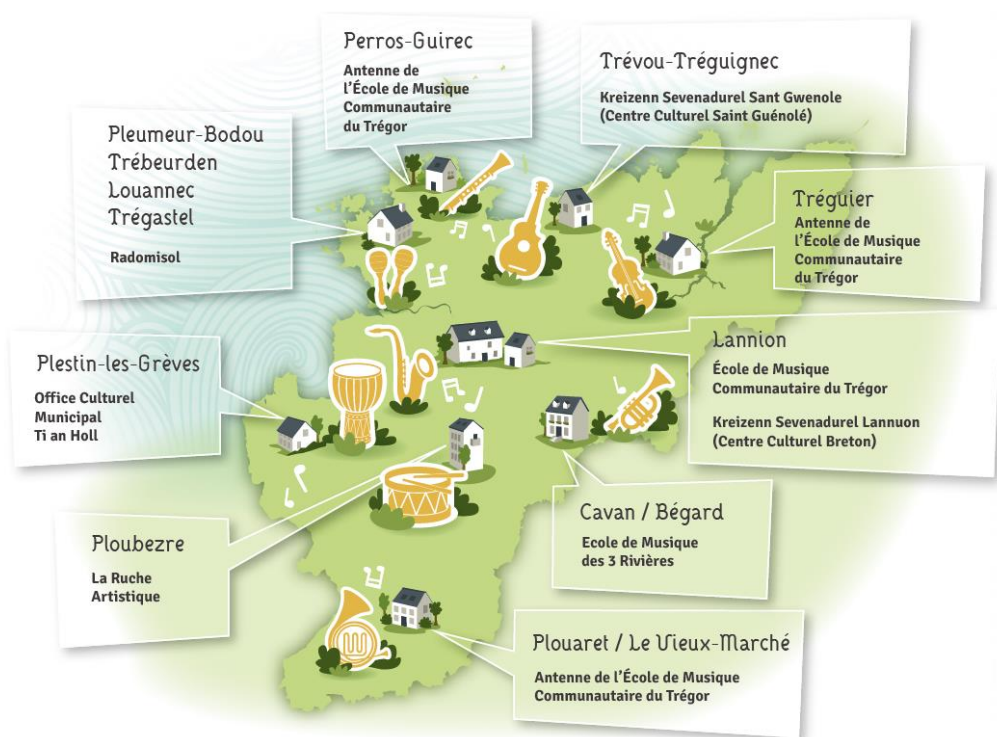 Perros-Guirec
Antenne de
l'École de Musique
Communautaire
du Trégor
Trévou-Tréguignec
Kreizenn Sevenadurel Sant Gwenole
(Centre Culturel Saint Guénolé)
Pleumeur-Bodou
Trébeurden
Louannec
Trégastel
Radomisol
Tréguier
Antenne de
l'École de Musique
Communautaire
du Trégor
Plestin-les-Grèves
Office Culturel
Municipal
Ti an Holl
Lannion
École de Musique
Communautaire du Trégor
Kreizenn Sevenadurel Lannuon
(Centre Culturel Breton)
Cavan / Bégard
Ecole de Musique
des 3 Rivières
Ploubezre
La Ruche
Artistique
Plouaret / Le Vieux-Marché
Antenne de l'École de Musique
Communautaire du Trégor